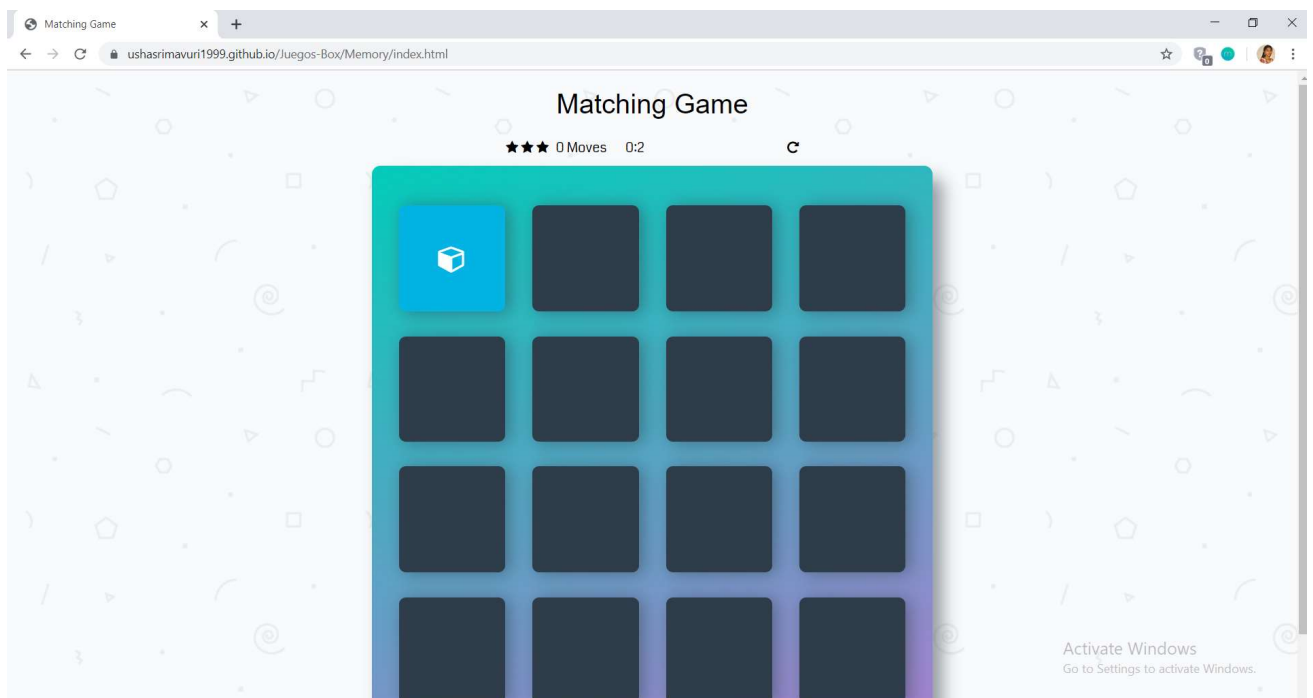 Matching Game
ushasrimavuri1999.github.io/Juegos-Box/Memory/index.html
0
Matching Game
0 Moves 0:2
Activate Windows
Go to Settings to activate Windows.